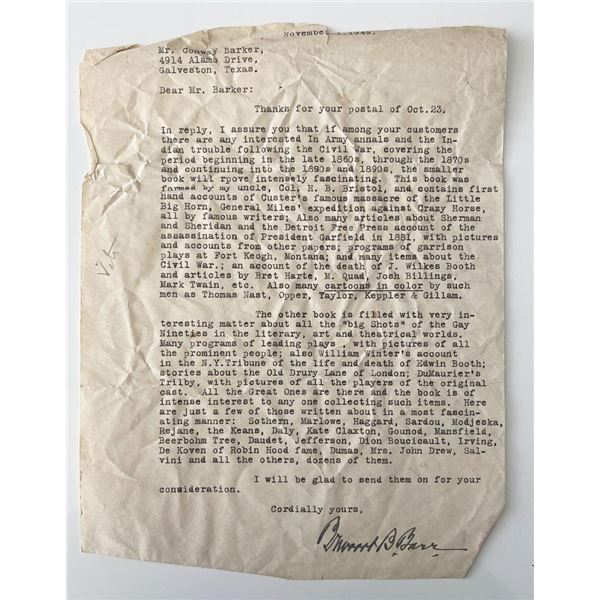 November 1.1946.
Mr. Conway Barker,
4914 Alamo Drive,
Galveston, Texas.
Dear Mr. Barker:
Thanks for your postal of Oct.23.
In reply, I assure you that if among your customers
there are any interested In Army annals and the In-
dian trouble following the Civil War, covering the
period beginning in the late 1860s, through the 1870s
and continuing into the 1880s and 1890s, the smaller
book will rpove intensely fascinating. This book was
formed by my uncle, Col. H. B. Bristol, and contains first
hand accounts of Custer's famous massacre of the Little
Big Horn, General Miles' expedition against Crazy Horse,
all by famous writers; Also many articles about Sherman
and Sheridan and the Detroit Free Press account of the
assassination of President Garfield in 1881, with pictures
and accounts from other papers; programs of garrison
plays at Fort Keogh, Montana; and many items about the
Civil War.; an account of the death of J. Wilkes Booth
and articles by Bret Harte, M. Quad, Josh Billings,
Mark Twain, etc. Also many cartoons in color by such
men as Thomas Nast, Opper, Taylor, Keppler & Gillam.
The other book is filled with very in-
teresting matter about all the "big Shots" of the Gay
Nineties in the literary, art and theatrical worlds.
Many programs of leading plays , with pictures of all
the prominent people; also William Winter's account
in the N.Y.Tribune of the life and death of Edwin Booth;
stories about the Old Drury Lane of London; DuMaurier's
Trilby, with pictures of all the players of the original
cast. All the Great Ones are there and the book is of
intense interest to any one collecting such items. Here
are just a few of those written about in a most fascin-
ating manner: Sothern, Marlowe, Haggard, Sardou, Modjeska,
Rejane, the Keans, Daly, Kate Claxton, Gounod, Mansfield,
Beerbohm Tree, Daudet, Jefferson, Dion Boucicault, Irving,
De Koven of Robin Hood fame, Dumas, Mrs. John Drew, Sal-
vini and all the others, dozens of them.
I will be glad to send them on for your
consideration.
Cordially yours,
B. Barr